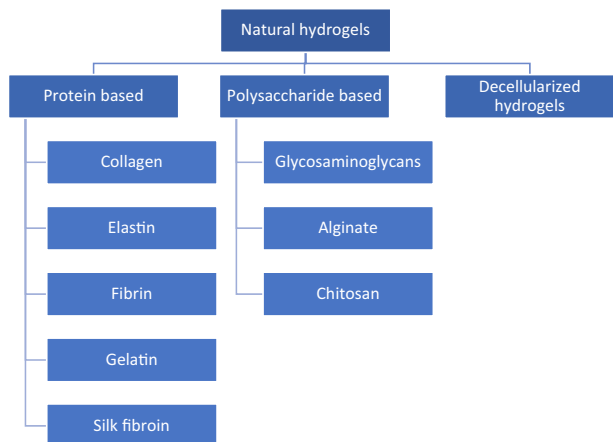 Natural hydrogels
Protein based
Polysaccharide based
Decellularized
hydrogels
Collagen
Glycosaminoglycans
Elastin
Alginate
Fibrin
Chitosan
Gelatin
Silk fibroin